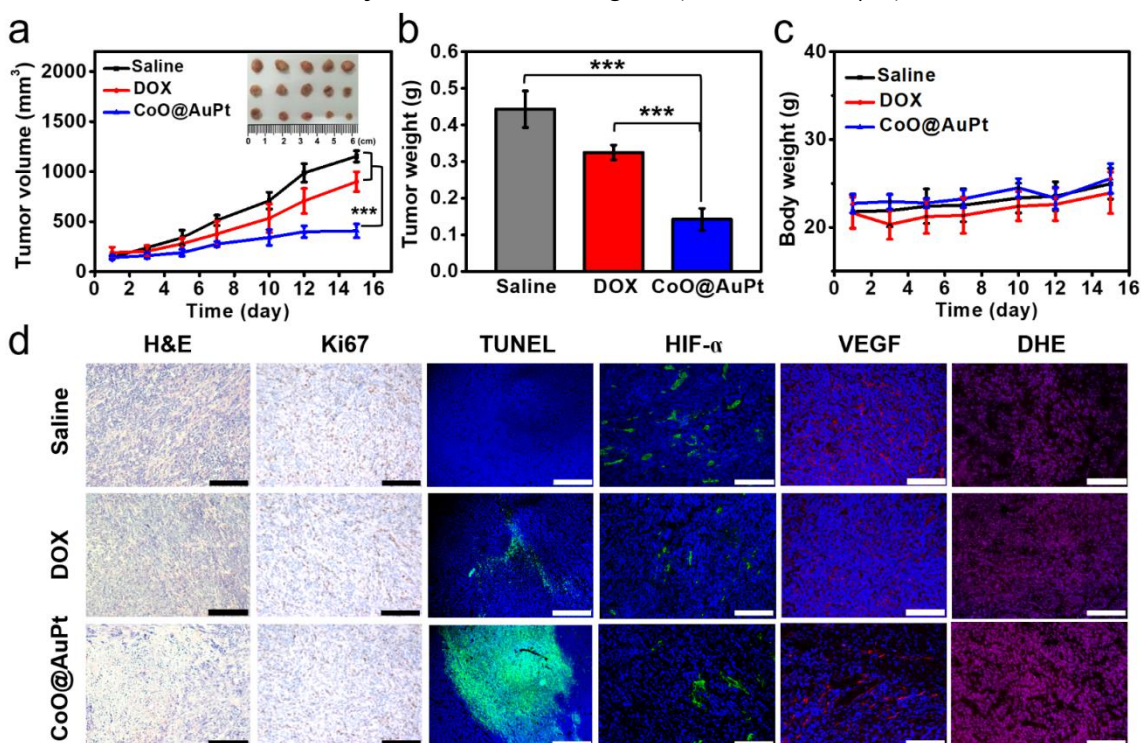 a
Tumor volume (mm³)
2000
1500
1000
500
0
Saline
DOX
CoO@AuPt
0 1 2 3 4 5 6 (cm)
***
0 2 4 6 8 10 12 14 16
Time (day)
b
Tumor weight (g)
0.6
0.5
0.4
0.3
0.2
0.1
0.0
***
***
Saline DOX CoO@AuPt
c
Body weight (g)
40
30
20
Saline
DOX
CoO@AuPt
0 2 4 6 8 10 12 14 16
Time (day)
d
H&E Ki67 TUNEL HIF-α VEGF DHE
Saline
DOX
CoO@AuPt